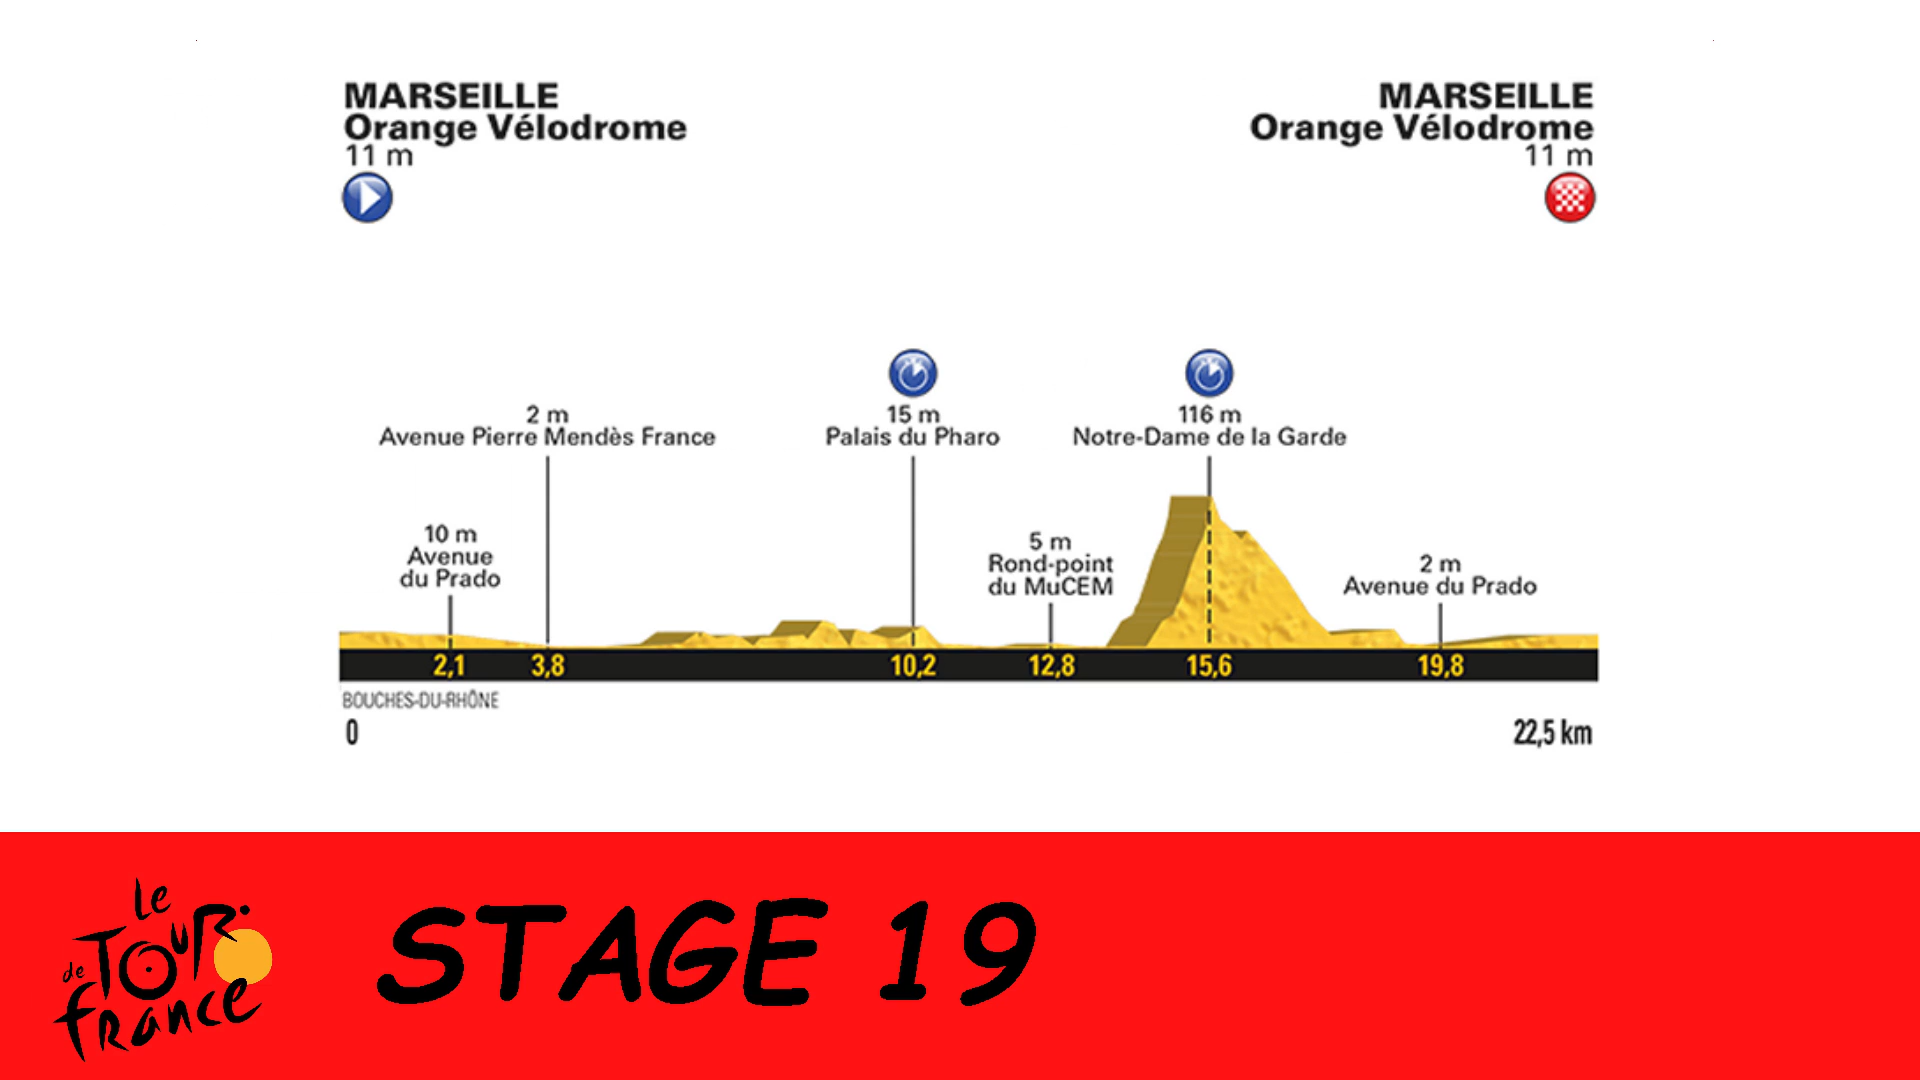 MARSEILLE
Orange Vélodrome
11 m
MARSEILLE
Orange Vélodrome
11 m
2 m
Avenue Pierre Mendès France
15 m
Palais du Pharo
116 m
Notre-Dame de la Garde
10 m
Avenue
du Prado
5 m
Rond-point
du MuCEM
2 m
Avenue du Prado
2,1
3,8
10,2
12,8
15,6
19,8
BOUCHES-DU-RHÔNE
0
22,5 km
le
TOUR
de
france
STAGE 19